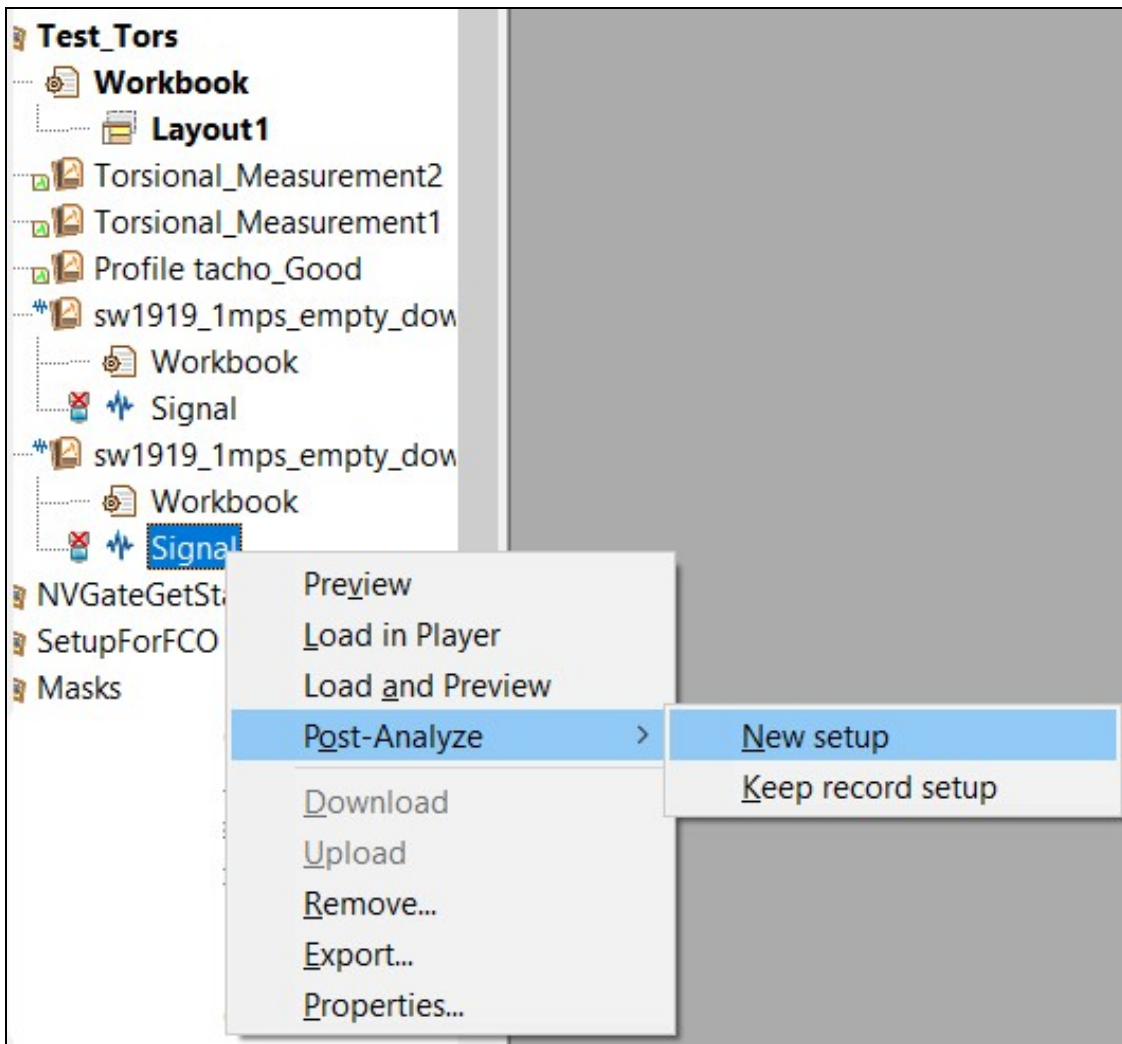 Test_Tors
Workbook
Layout1
Torsional_Measurement2
Torsional_Measurement1
Profile tacho_Good
sw1919_1mps_empty_dow
Workbook
Signal
sw1919_1mps_empty_dow
Workbook
Signal
NVGateGetSta
SetupForFCO
Masks
Preview
Load in Player
Load and Preview
Post-Analyze
New setup
Keep record setup
Download
Upload
Remove...
Export...
Properties...